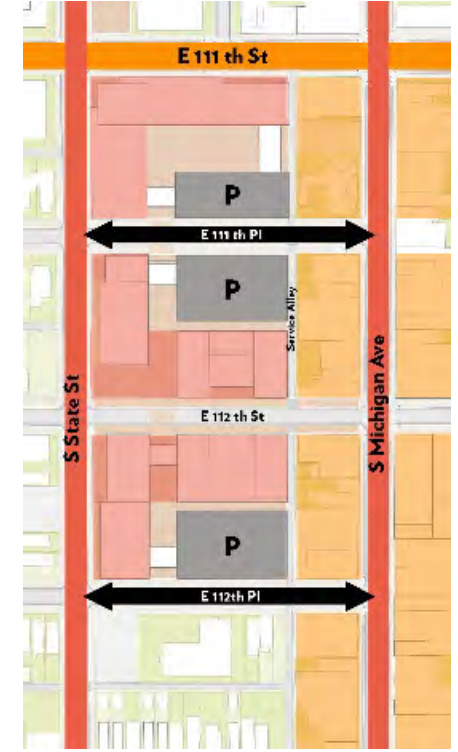 E 111 th St
P
E 111 th Pl
P
Service Alley
S State St
S Michigan Ave
E 112 th St
P
E 112th Pl